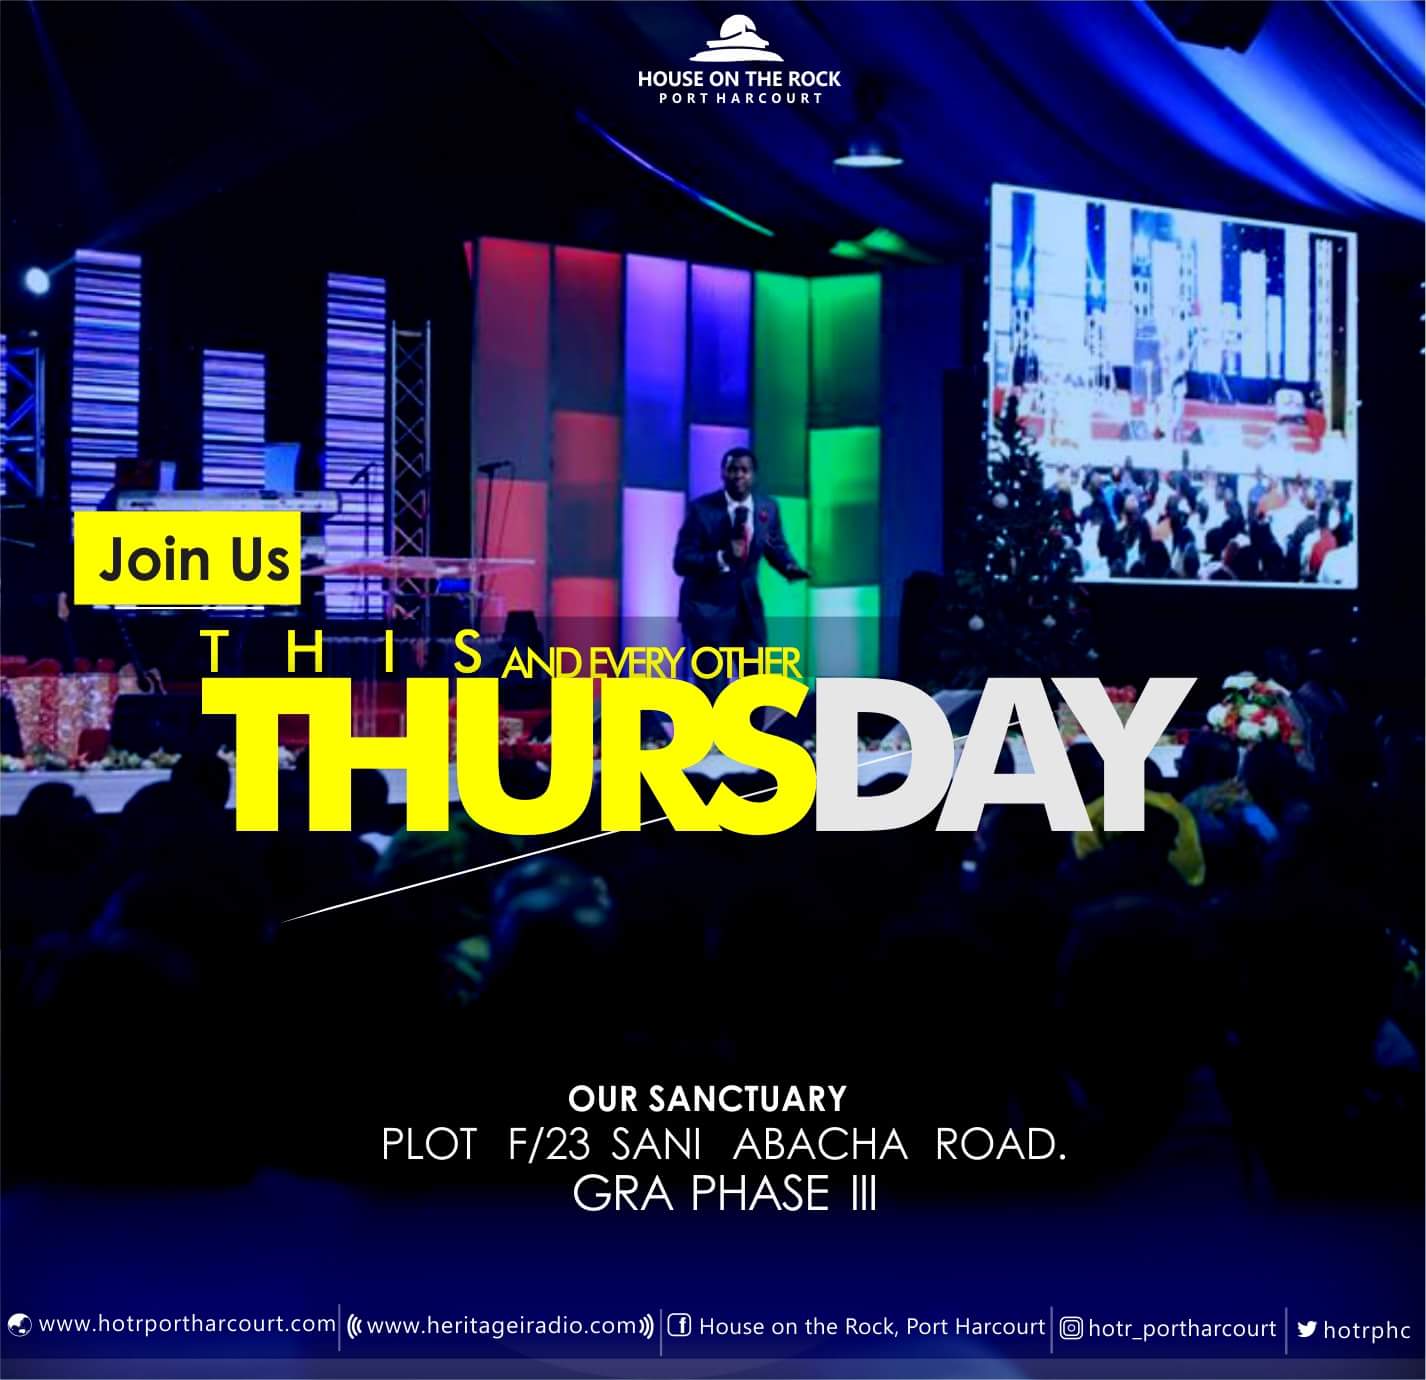 HOUSE ON THE ROCK
PORT HARCOURT
Join Us
THIS AND EVERY OTHER
THURSDAY
OUR SANCTUARY
PLOT F/23 SANI ABACHA ROAD.
GRA PHASE III
www.hotrportharcourt.com www.heritageiradio.com House on the Rock, Port Harcourt hotr_portharcourt hotrphc